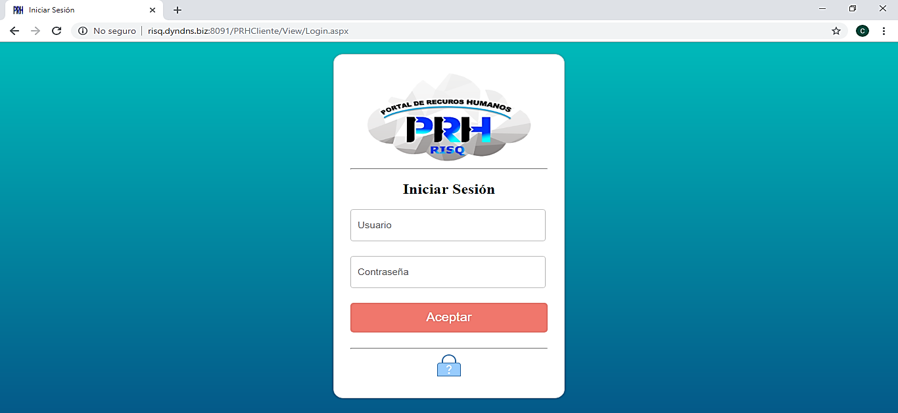 PRH Iniciar Sesión
No seguro | risq.dyndns.biz:8091/PRHCliente/View/Login.aspx
C
PORTAL DE RECUROS HUMANOS
PRH
RISQ
Iniciar Sesión
Usuario
Contraseña
Aceptar
?